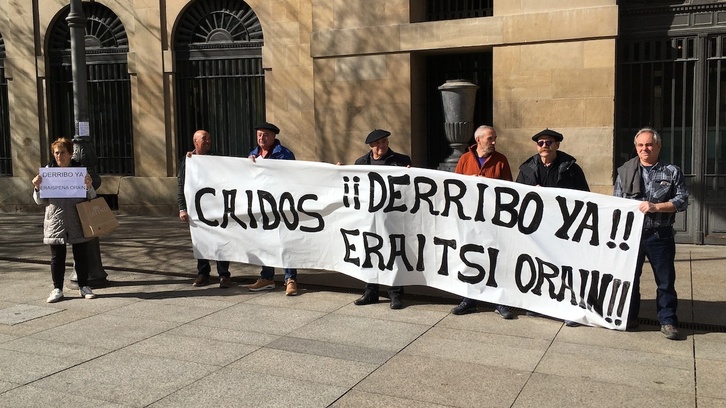 DERRIBO YA
ERAISPENA ORAIN
CAIDOS ¡¡DERRIBO YA!!
ERAITSI ORAIN!!